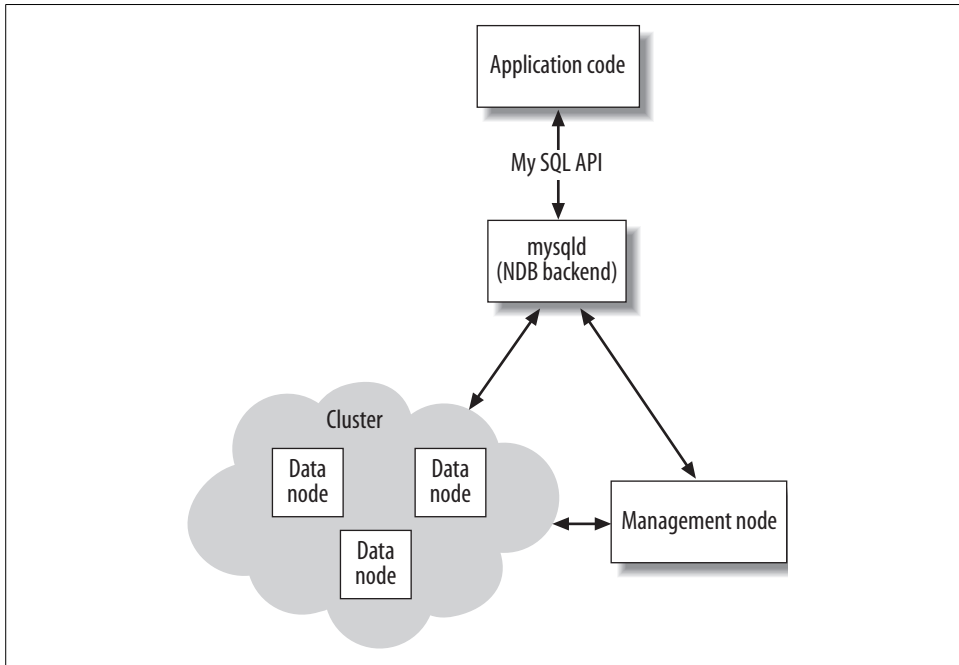 Application code
My SQL API
mysqld
(NDB backend)
Cluster
Data
node
Data
node
Data
node
Management node